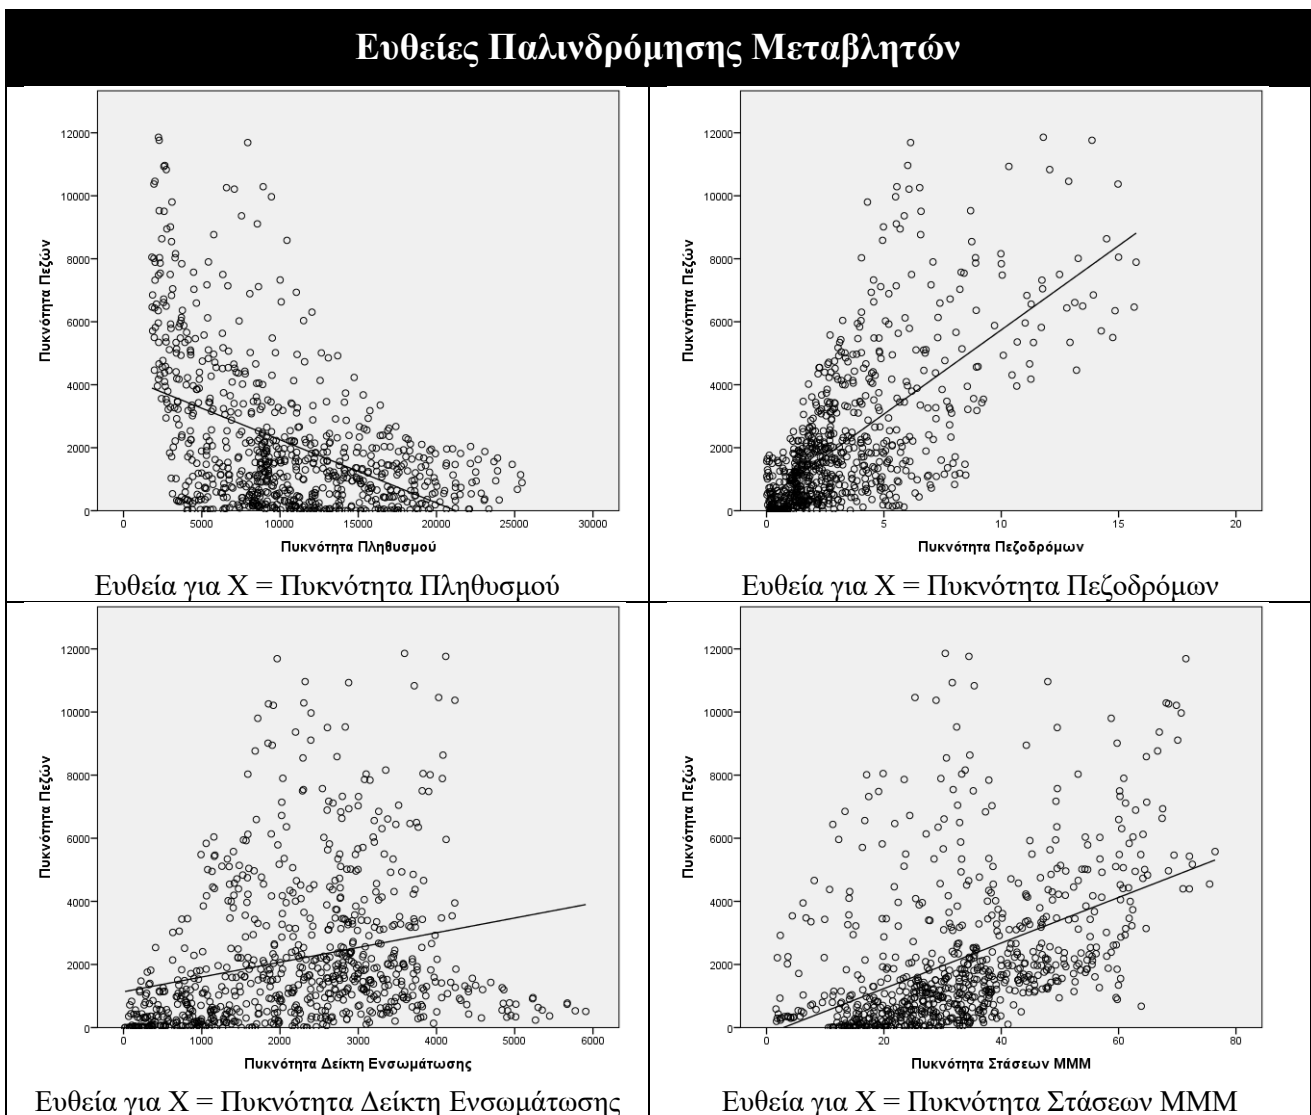 Ευθείες Παλινδρόμησης Μεταβλητών
Πυκνότητα Πεζών
12000
10000
8000
6000
4000
2000
0
0 5000 10000 15000 20000 25000 30000
Πυκνότητα Πληθυσμού
Ευθεία για X = Πυκνότητα Πληθυσμού
Πυκνότητα Πεζών
12000
10000
8000
6000
4000
2000
0
0 5 10 15 20
Πυκνότητα Πεζοδρόμων
Ευθεία για X = Πυκνότητα Πεζοδρόμων
Πυκνότητα Πεζών
12000
10000
8000
6000
4000
2000
0
0 1000 2000 3000 4000 5000 6000
Πυκνότητα Δείκτη Ενσωμάτωσης
Ευθεία για X = Πυκνότητα Δείκτη Ενσωμάτωσης
Πυκνότητα Πεζών
12000
10000
8000
6000
4000
2000
0
0 20 40 60 80
Πυκνότητα Στάσεων ΜΜΜ
Ευθεία για X = Πυκνότητα Στάσεων ΜΜΜ